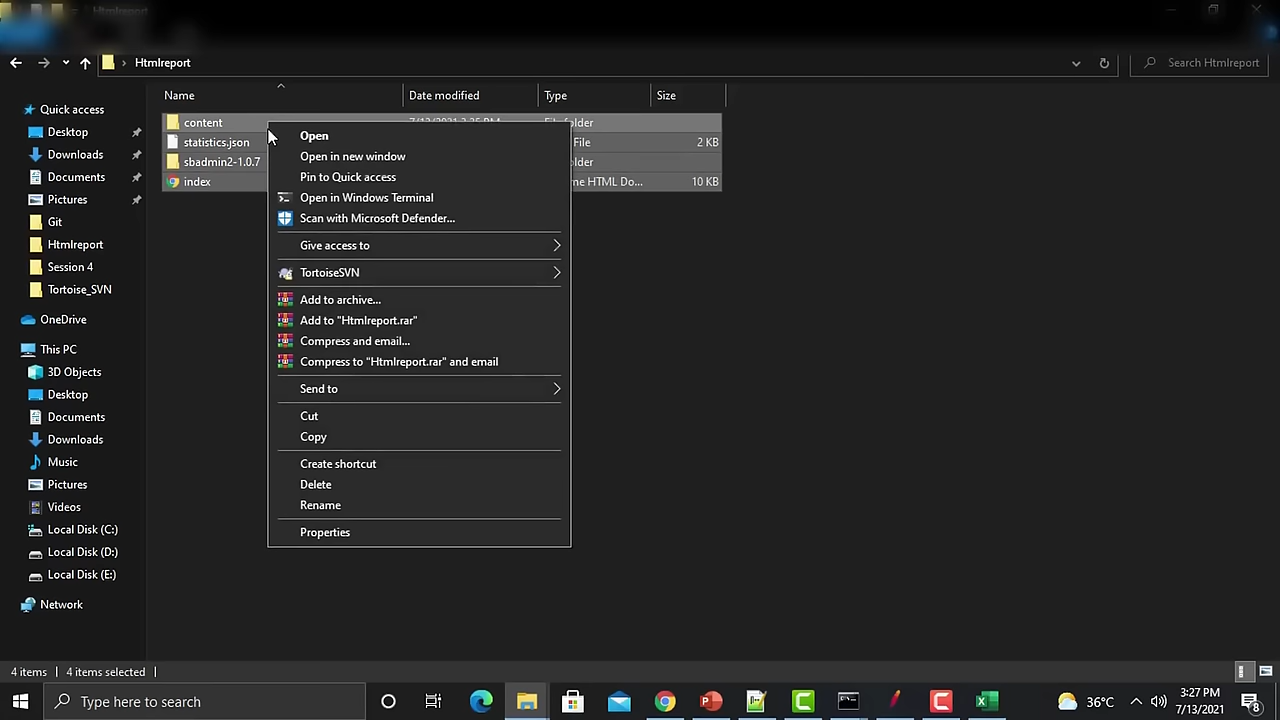 Htmlreport
Htmlreport
Search Htmlreport
Name
Date modified
Type
Size
Quick access
Desktop
Downloads
Documents
Pictures
Git
Htmlreport
Session 4
Tortoise_SVN
OneDrive
This PC
3D Objects
Desktop
Documents
Downloads
Music
Pictures
Videos
Local Disk (C:)
Local Disk (D:)
Local Disk (E:)
Network
content
statistics.json
File
2 KB
sbadmin2-1.0.7
index
me HTML Do...
10 KB
Open
Open in new window
Pin to Quick access
Open in Windows Terminal
Scan with Microsoft Defender...
Give access to
TortoiseSVN
Add to archive...
Add to "Htmlreport.rar"
Compress and email...
Compress to "Htmlreport.rar" and email
Send to
Cut
Copy
Create shortcut
Delete
Rename
Properties
4 items
4 items selected
Type here to search
36°C
3:27 PM
7/13/2021
8